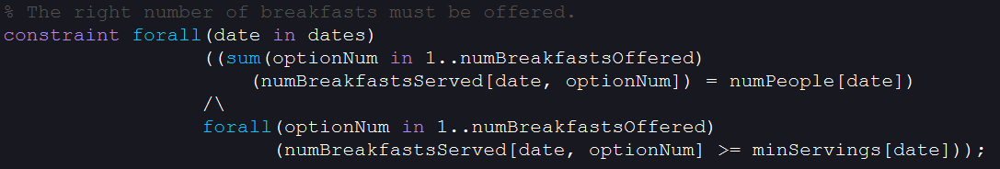 % The right number of breakfasts must be offered.
constraint forall(date in dates)
((sum(optionNum in 1..numBreakfastsOffered)
(numBreakfastsServed[date, optionNum]) = numPeople[date])
/\
forall(optionNum in 1..numBreakfastsOffered)
(numBreakfastsServed[date, optionNum] >= minServings[date]));